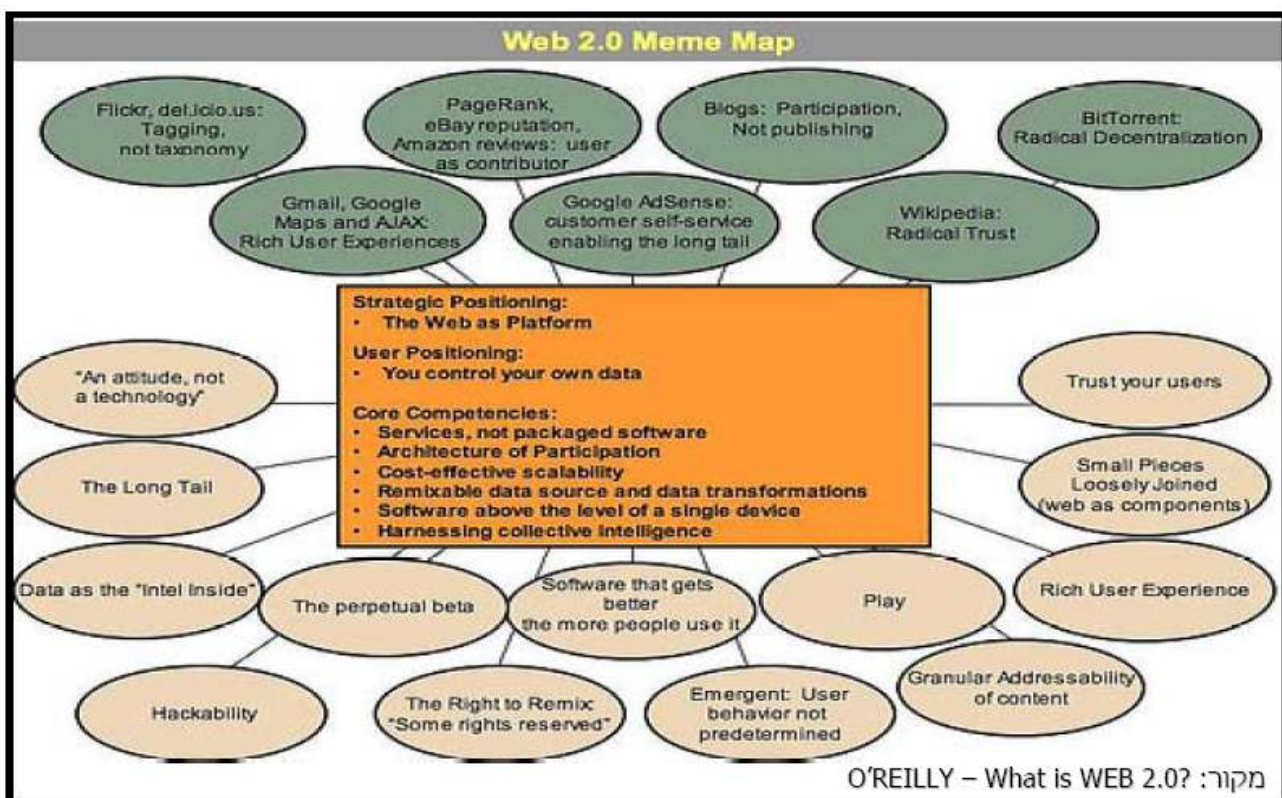 Web 2.0 Meme Map
Flickr, del.icio.us:
Tagging,
not taxonomy
PageRank,
eBay reputation,
Amazon reviews: user
as contributor
Blogs: Participation,
Not publishing
BitTorrent:
Radical Decentralization
Gmail, Google
Maps and AJAX:
Rich User Experiences
Google AdSense:
customer self-service
enabling the long tail
Wikipedia:
Radical Trust
Strategic Positioning:
• The Web as Platform
User Positioning:
• You control your own data
Core Competencies:
• Services, not packaged software
• Architecture of Participation
• Cost-effective scalability
• Remixable data source and data transformations
• Software above the level of a single device
• Harnessing collective intelligence
"An attitude, not
a technology"
Trust your users
The Long Tail
Small Pieces
Loosely Joined
(web as components)
Data as the "Intel Inside"
The perpetual beta
Software that gets
better
the more people use it
Play
Rich User Experience
Hackability
The Right to Remix:
"Some rights reserved"
Emergent: User
behavior not
predetermined
Granular Addressability
of content
מקור: O'REILLY – What is WEB 2.0?